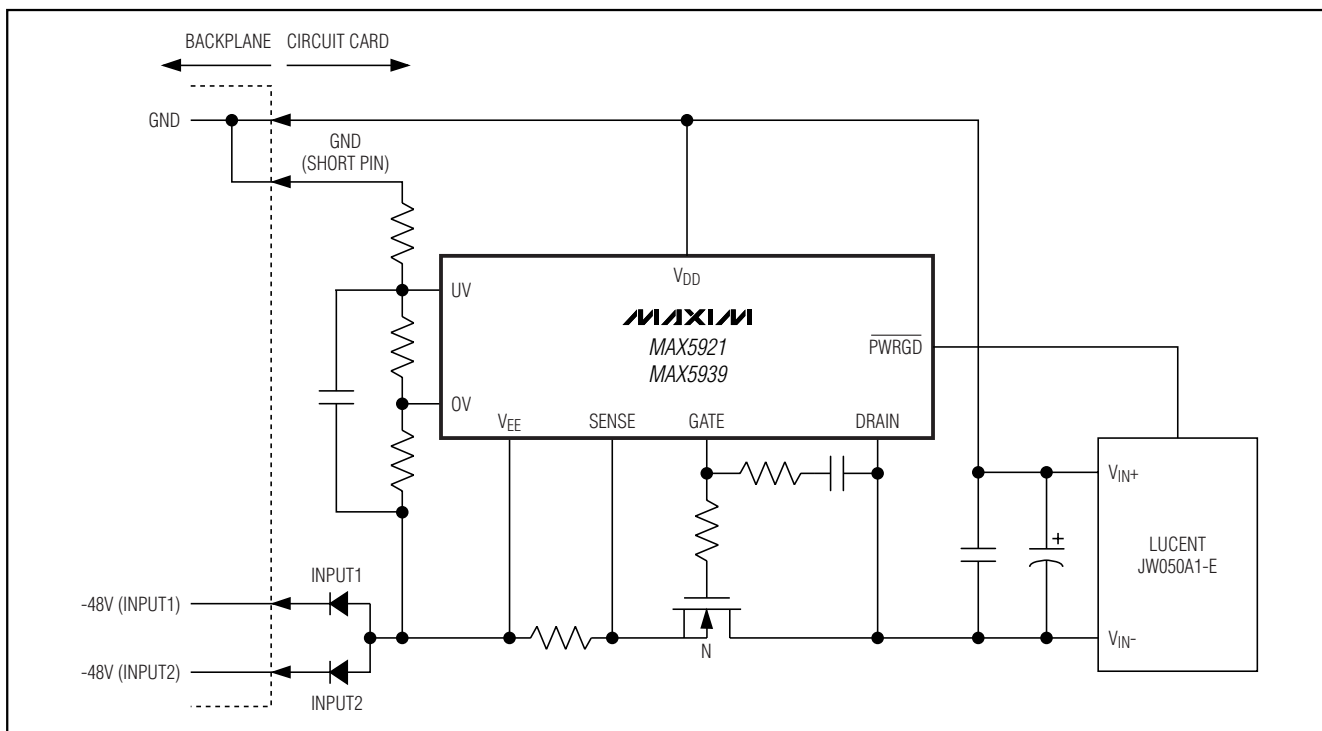 BACKPLANE CIRCUIT CARD
GND
GND
(SHORT PIN)
VDD
UV
MAXIM
MAX5921
MAX5939
PWRGD
OV
VEE SENSE GATE DRAIN
VIN+
+
LUCENT
JW050A1-E
INPUT1
-48V (INPUT1)
N
VIN-
-48V (INPUT2)
INPUT2